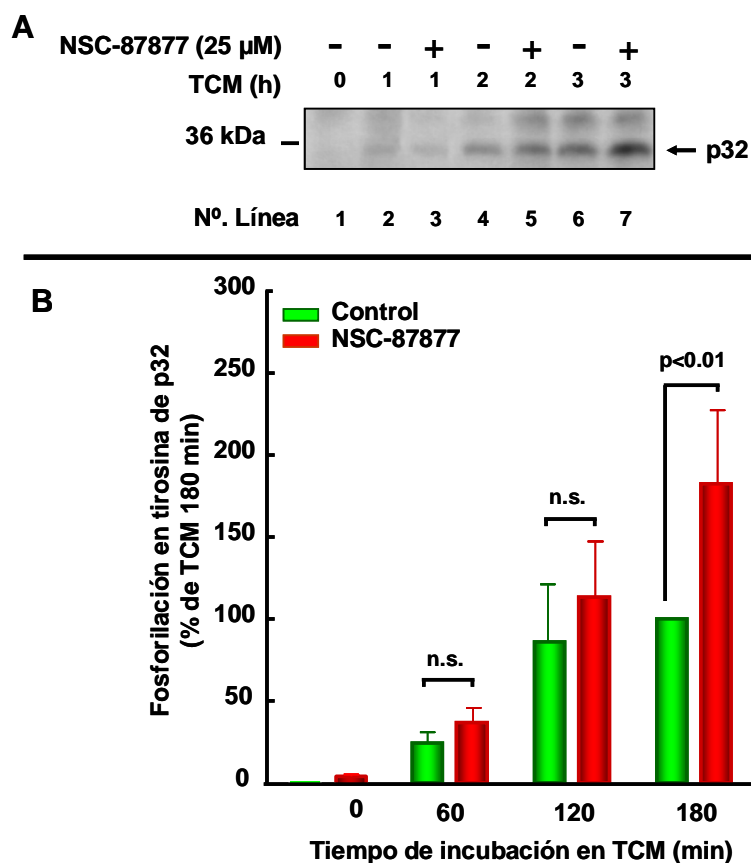 A
NSC-87877 (25 µM) - - + - + - +
TCM (h) 0 1 1 2 2 3 3
36 kDa
p32
Nº. Línea 1 2 3 4 5 6 7
B
Fosforilación en tirosina de p32
(% de TCM 180 min)
300
250
200
150
100
50
0
Control
NSC-87877
n.s.
n.s.
p<0.01
0 60 120 180
Tiempo de incubación en TCM (min)